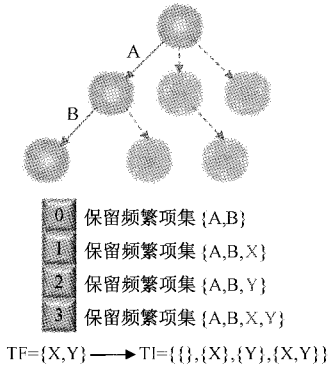 A
B
0 保留频繁项集{A,B}
1 保留频繁项集{A,B,X}
2 保留频繁项集{A,B,Y}
3 保留频繁项集{A,B,X,Y}
TF={X,Y}→TI={{},{X},{Y},{X,Y}}